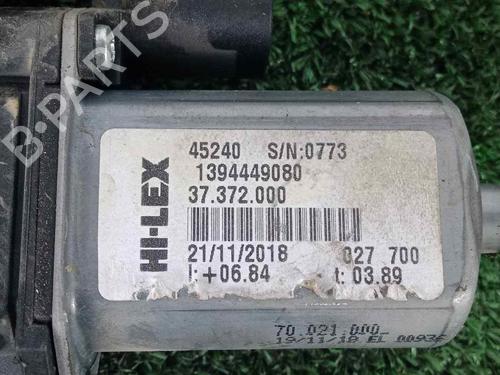 B-PARTS
HI-LEX
45240 S/N:0773
1394449080
37.372.000
21/11/2018 027 700
I:+06.84 t:03.89
70.021.000
19/11/18 EL 00936